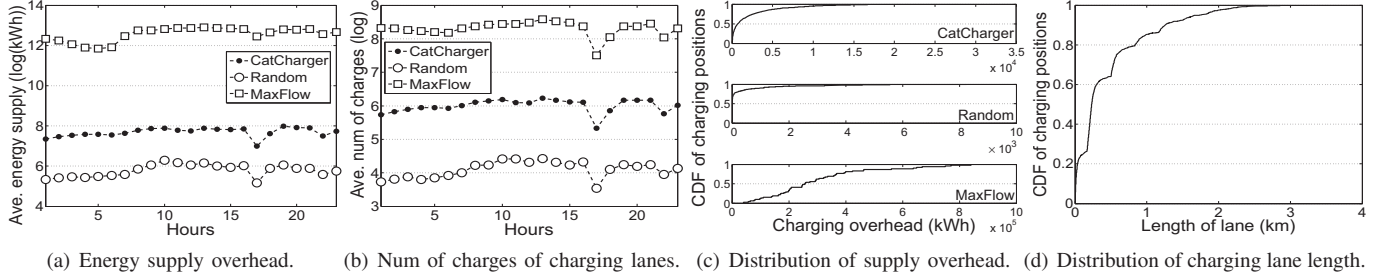 Ave. energy supply (log(kWh))
16
14
12
10
8
6
4
CatCharger
Random
MaxFlow
5 10 15 20
Hours
(a) Energy supply overhead.
Ave. num of charges (log)
9
8
7
6
5
4
3
CatCharger
Random
MaxFlow
5 10 15 20
Hours
(b) Num of charges of charging lanes.
CDF of charging positions
1
0.5
0
CatCharger
0 0.5 1 1.5 2 2.5 3 3.5
x 10^4
1
0.5
0
Random
0 2 4 6 8 10
× 10^3
1
0.5
0
MaxFlow
0 2 4 6 8 10
x 10^5
Charging overhead (kWh)
(c) Distribution of supply overhead.
CDF of charging positions
1
0.8
0.6
0.4
0.2
0
0 1 2 3 4
Length of lane (km)
(d) Distribution of charging lane length.